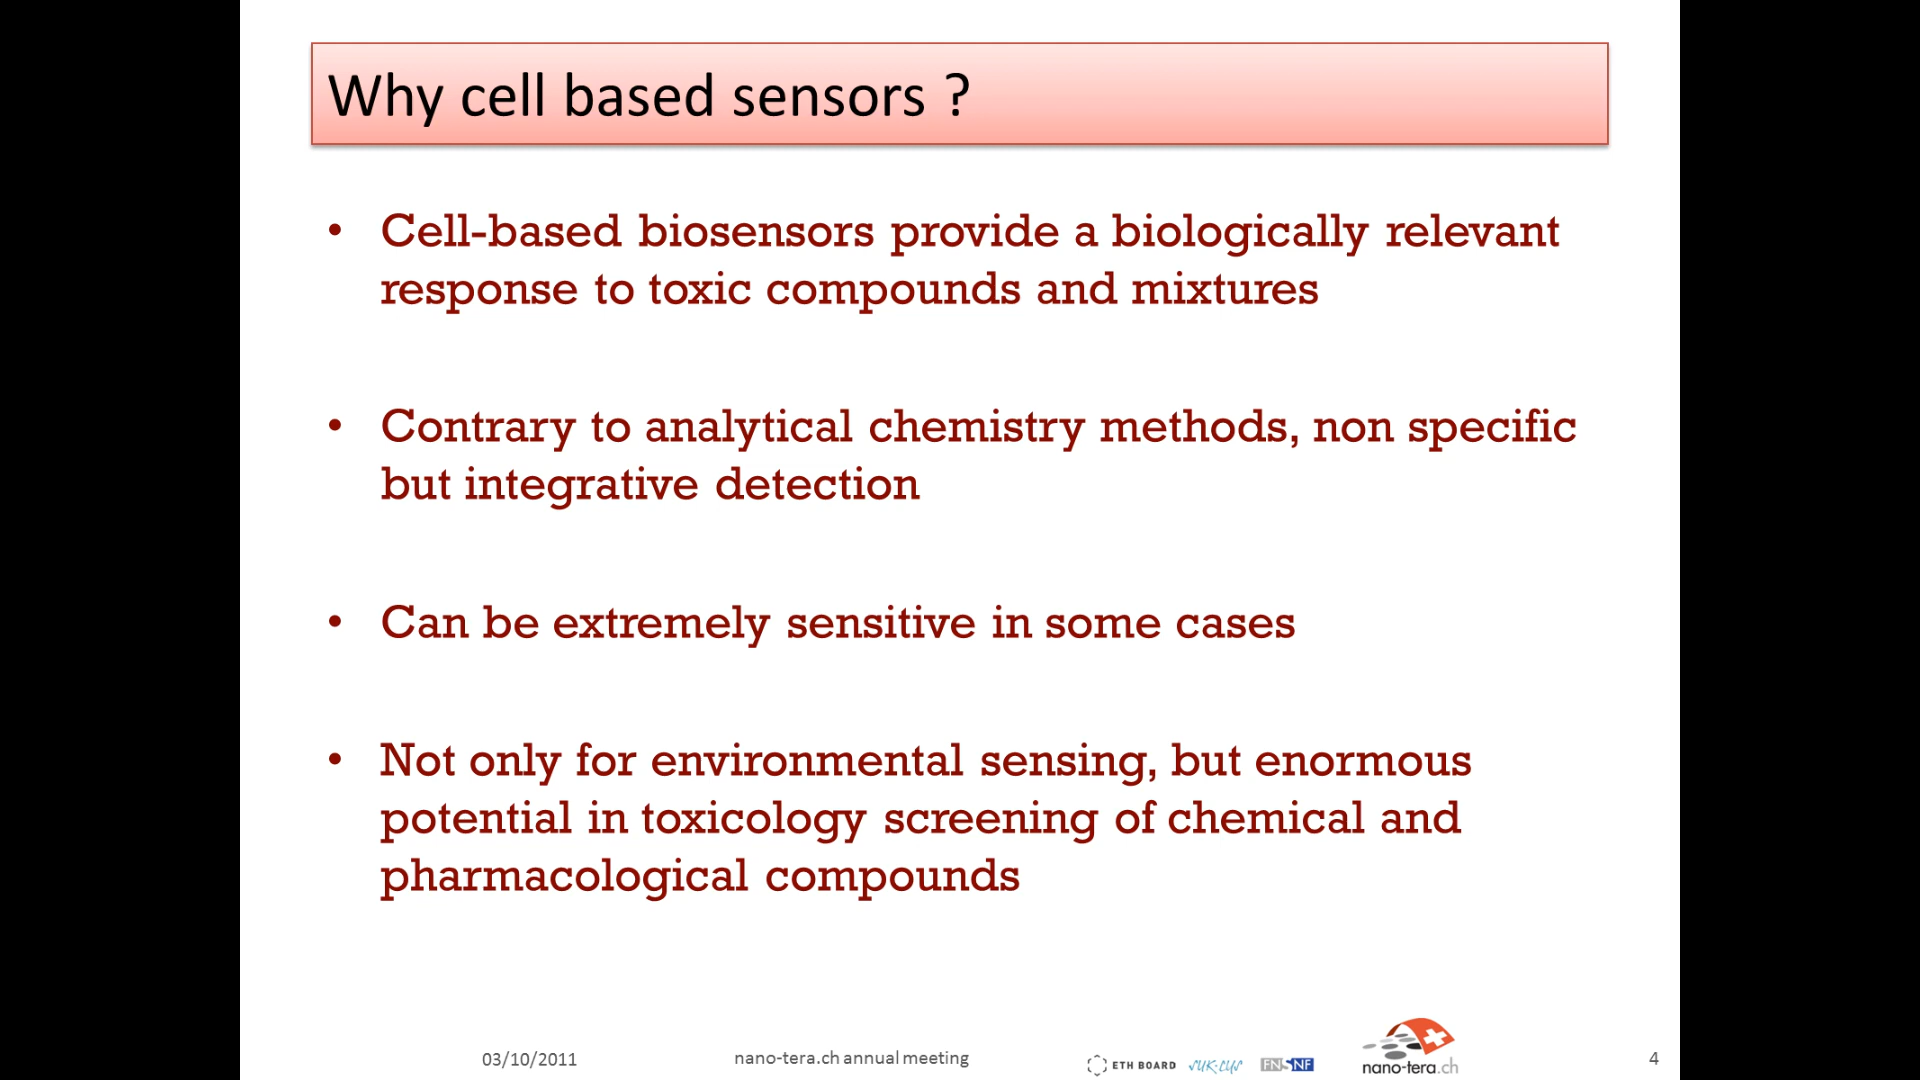 Why cell based sensors ?
• Cell-based biosensors provide a biologically relevant
response to toxic compounds and mixtures
• Contrary to analytical chemistry methods, non specific
but integrative detection
• Can be extremely sensitive in some cases
• Not only for environmental sensing, but enormous
potential in toxicology screening of chemical and
pharmacological compounds
03/10/2011
nano-tera.ch annual meeting
ETH BOARD
SUK-CUS
FNSNF
nano-tera.ch
4